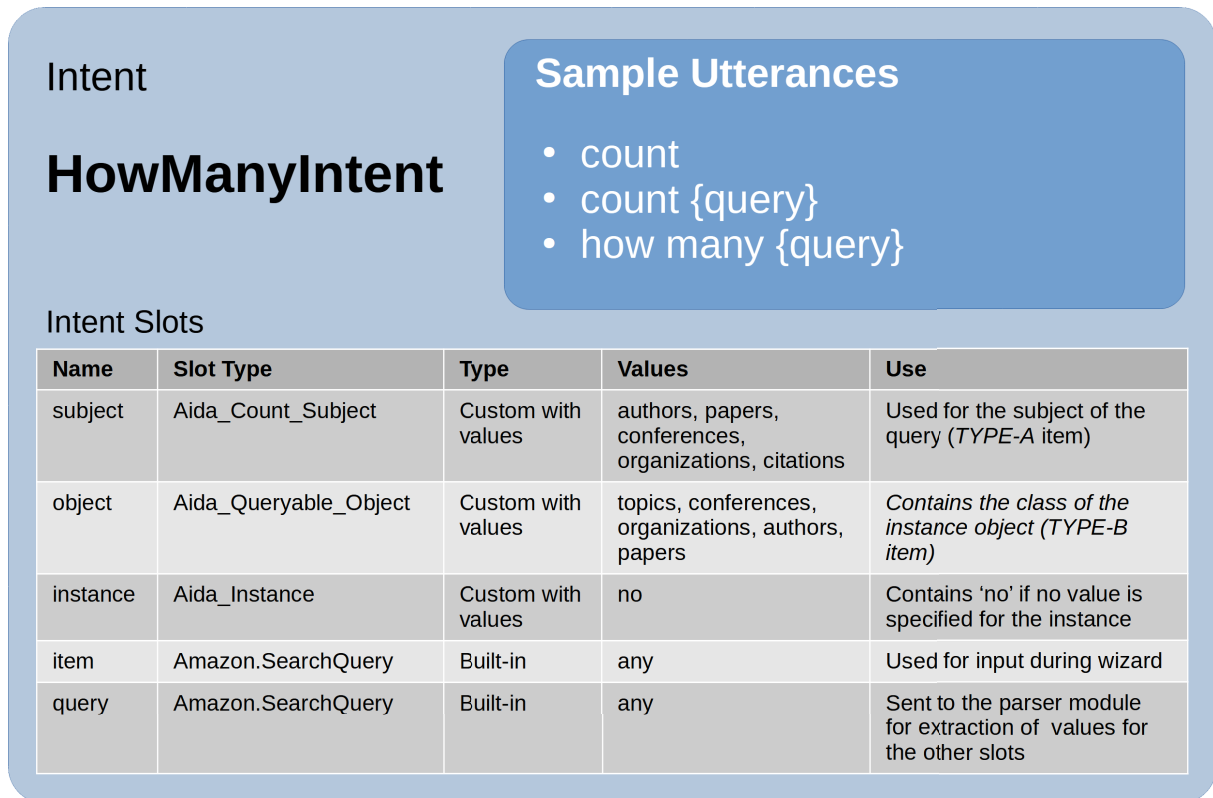 Intent
HowManyIntent
Sample Utterances
• count
• count {query}
• how many {query}
Intent Slots
Name Slot Type Type Values Use
subject Aida_Count_Subject Custom with values authors, papers, conferences, organizations, citations Used for the subject of the query (TYPE-A item)
object Aida_Queryable_Object Custom with values topics, conferences, organizations, authors, papers Contains the class of the instance object (TYPE-B item)
instance Aida_Instance Custom with values no Contains ‘no’ if no value is specified for the instance
item Amazon.SearchQuery Built-in any Used for input during wizard
query Amazon.SearchQuery Built-in any Sent to the parser module for extraction of values for the other slots